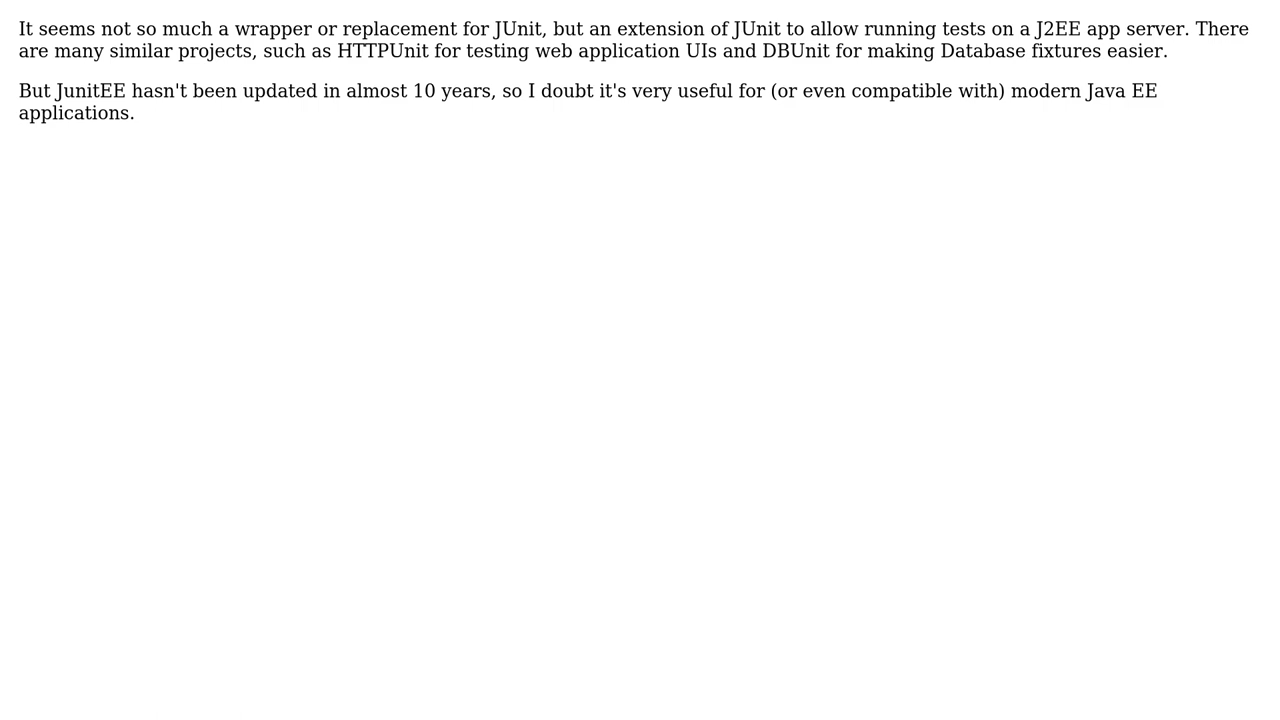 It seems not so much a wrapper or replacement for JUnit, but an extension of JUnit to allow running tests on a J2EE app server. There
are many similar projects, such as HTTPUnit for testing web application UIs and DBUnit for making Database fixtures easier.
But JunitEE hasn't been updated in almost 10 years, so I doubt it's very useful for (or even compatible with) modern Java EE
applications.